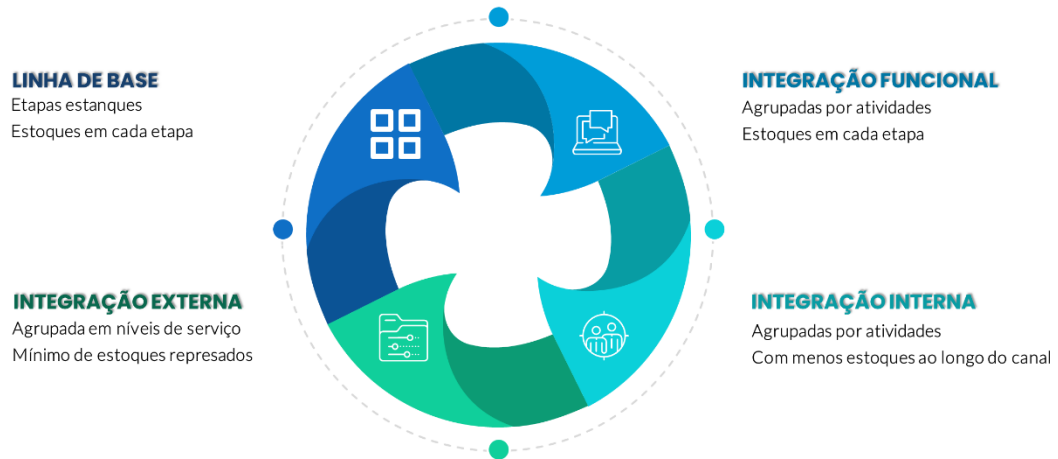 LINHA DE BASE
Etapas estanques
Estoques em cada etapa
INTEGRAÇÃO FUNCIONAL
Agrupadas por atividades
Estoques em cada etapa
INTEGRAÇÃO EXTERNA
Agrupada em níveis de serviço
Mínimo de estoques represados
INTEGRAÇÃO INTERNA
Agrupadas por atividades
Com menos estoques ao longo do canal